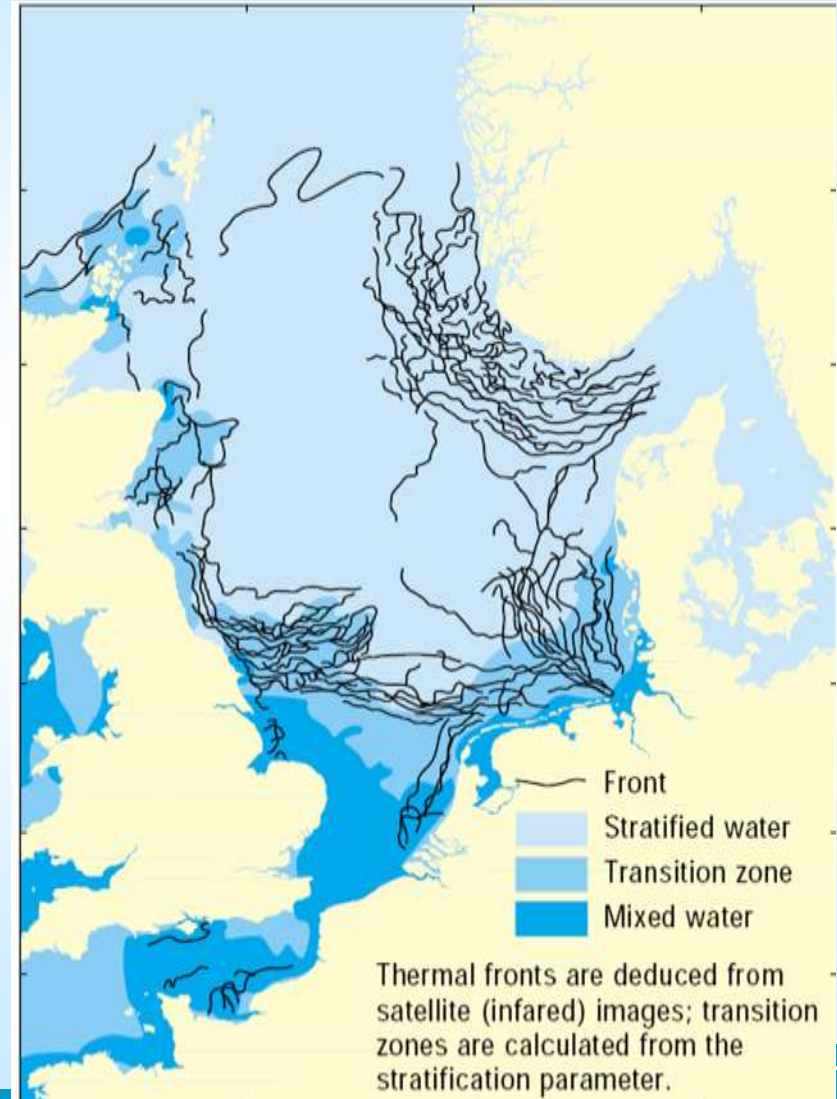 Front
Stratified water
Transition zone
Mixed water
Thermal fronts are deduced from
satellite (infared) images; transition
zones are calculated from the
stratification parameter.